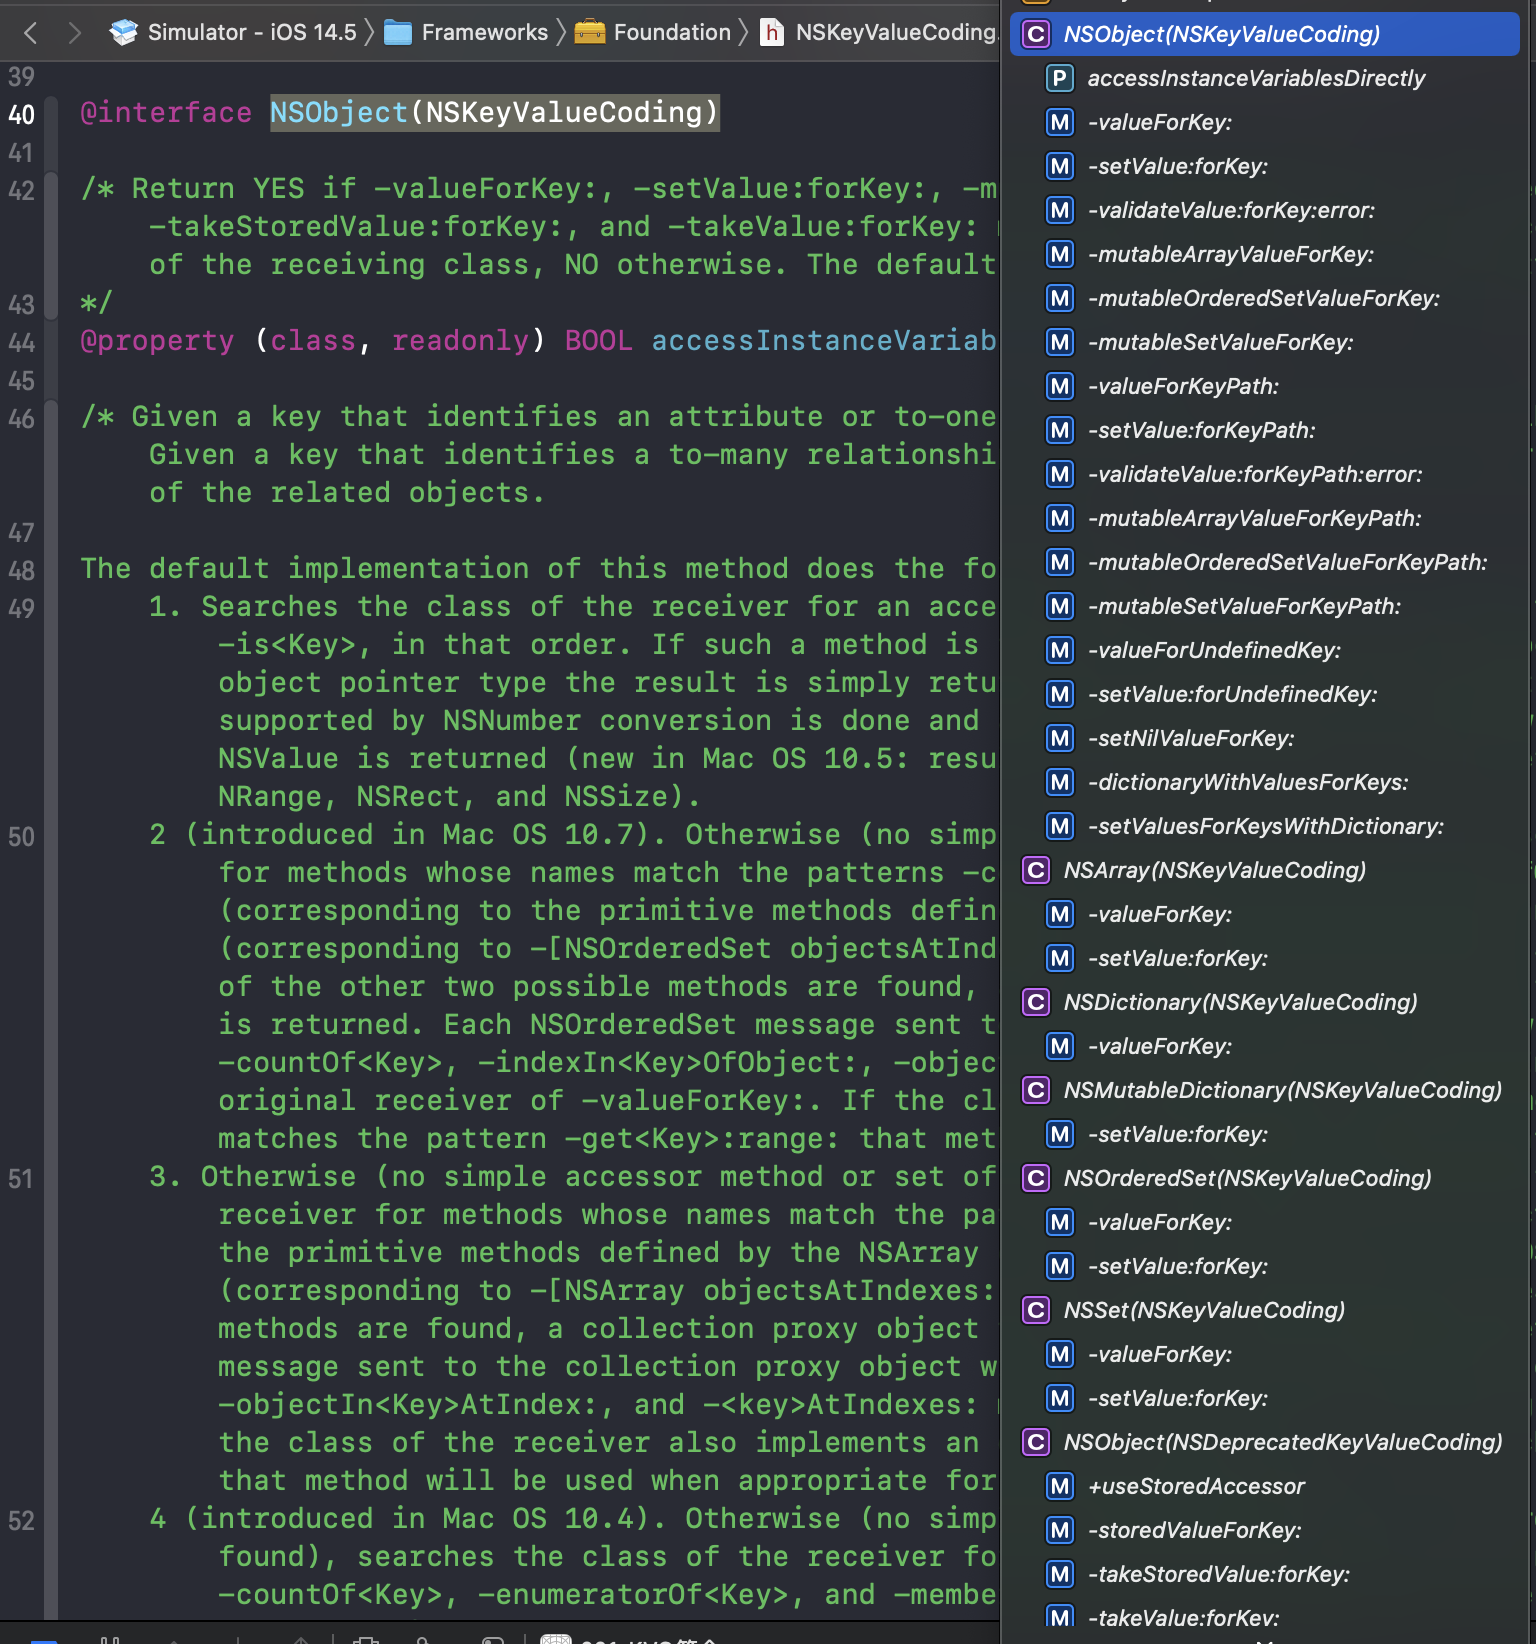 Simulator - iOS 14.5 〉 Frameworks 〉 Foundation 〉 h NSKeyValueCoding.
39
40 @interface NSObject(NSKeyValueCoding)
41
42 /* Return YES if -valueForKey:, -setValue:forKey:, -m
-takeStoredValue:forKey:, and -takeValue:forKey:
of the receiving class, NO otherwise. The default
43 */
44 @property (class, readonly) BOOL accessInstanceVariab
45
46 /* Given a key that identifies an attribute or to-one
Given a key that identifies a to-many relationshi
of the related objects.
47
48 The default implementation of this method does the fo
49 1. Searches the class of the receiver for an acce
-is<Key>, in that order. If such a method is
object pointer type the result is simply retu
supported by NSNumber conversion is done and
NSValue is returned (new in Mac OS 10.5: resu
NRange, NSRect, and NSSize).
50 2 (introduced in Mac OS 10.7). Otherwise (no simp
for methods whose names match the patterns -c
(corresponding to the primitive methods defin
(corresponding to -[NSOrderedSet objectsAtInd
of the other two possible methods are found,
is returned. Each NSOrderedSet message sent t
-countOf<Key>, -indexIn<Key>OfObject:, -objec
original receiver of -valueForKey:. If the cl
matches the pattern -get<Key>:range: that met
51 3. Otherwise (no simple accessor method or set of
receiver for methods whose names match the pa
the primitive methods defined by the NSArray
(corresponding to -[NSArray objectsAtIndexes:
methods are found, a collection proxy object
message sent to the collection proxy object w
-objectIn<Key>AtIndex:, and -<key>AtIndexes:
the class of the receiver also implements an
that method will be used when appropriate for
52 4 (introduced in Mac OS 10.4). Otherwise (no simp
found), searches the class of the receiver fo
-countOf<Key>, -enumeratorOf<Key>, and -membe
C NSObject(NSKeyValueCoding)
P accessInstanceVariablesDirectly
M -valueForKey:
M -setValue:forKey:
M -validateValue:forKey:error:
M -mutableArrayValueForKey:
M -mutableOrderedSetValueForKey:
M -mutableSetValueForKey:
M -valueForKeyPath:
M -setValue:forKeyPath:
M -validateValue:forKeyPath:error:
M -mutableArrayValueForKeyPath:
M -mutableOrderedSetValueForKeyPath:
M -mutableSetValueForKeyPath:
M -valueForUndefinedKey:
M -setValue:forUndefinedKey:
M -setNilValueForKey:
M -dictionaryWithValuesForKeys:
M -setValuesForKeysWithDictionary:
C NSArray(NSKeyValueCoding)
M -valueForKey:
M -setValue:forKey:
C NSDictionary(NSKeyValueCoding)
M -valueForKey:
C NSMutableDictionary(NSKeyValueCoding)
M -setValue:forKey:
C NSOrderedSet(NSKeyValueCoding)
M -valueForKey:
M -setValue:forKey:
C NSSet(NSKeyValueCoding)
M -valueForKey:
M -setValue:forKey:
C NSObject(NSDeprecatedKeyValueCoding)
M +useStoredAccessor
M -storedValueForKey:
M -takeStoredValue:forKey:
M -takeValue:forKey: